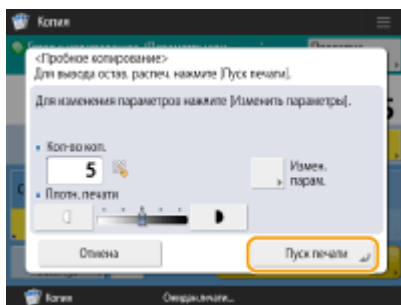 Копия
<Пробное копирование>
Для вывода остав. распеч. нажмите [Пуск печати].
Для изменения параметров нажмите [Изменить параметры].
Кол-во коп.
5
Измен.
парам.
Плотн. печати
Отмена
Пуск печати
Копия
Ожидан.печати...